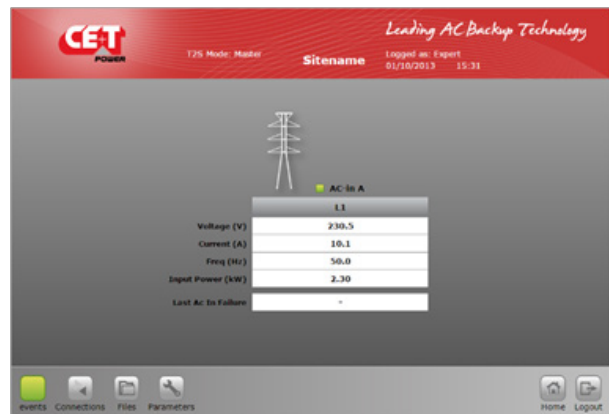 CE+T
POWER
Leading AC Backup Technology
T2S Mode: Master
Sitename
Logged as: Expert
01/10/2013 15:31
AC-in A
L1
Voltage (V) 230.5
Current (A) 10.1
Freq (Hz) 50.0
Input Power (kW) 2.30
Last Ac In Failure -
events Connections Files Parameters Home Logout